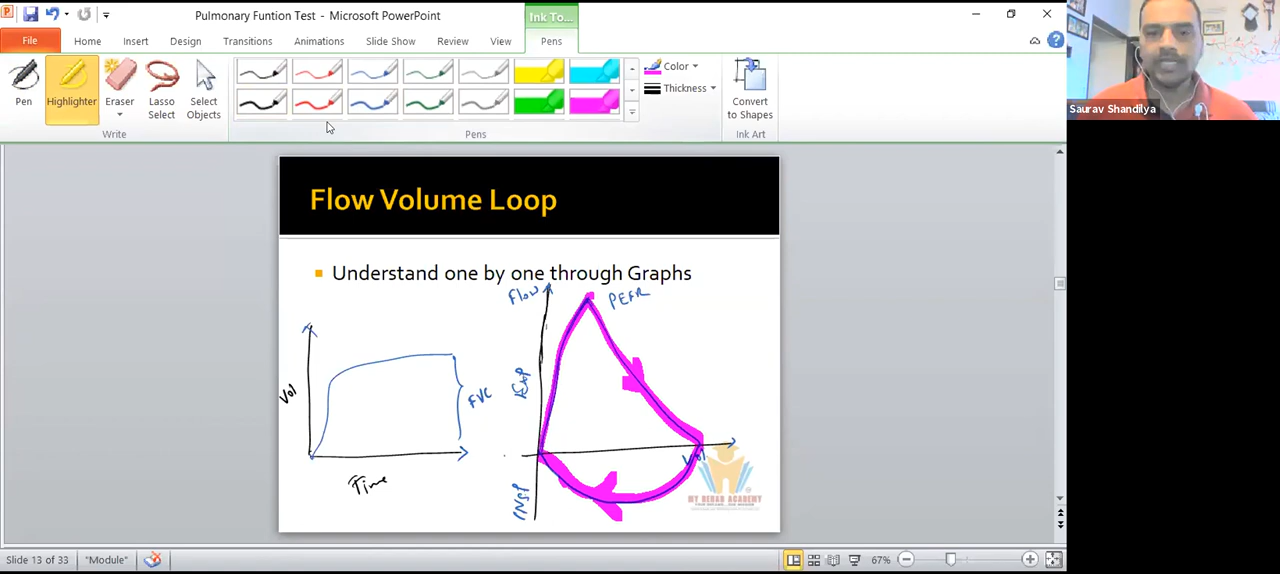 Pulmonary Funtion Test - Microsoft PowerPoint
Ink To...
File
Home
Insert
Design
Transitions
Animations
Slide Show
Review
View
Pens
Pen
Highlighter
Eraser
Lasso
Select
Select
Objects
Color
Thickness
Convert
to Shapes
Write
Pens
Ink Art
Saurav Shandilya
Flow Volume Loop
Understand one by one through Graphs
Flow
PEFR
Exp
Vol
FVC
Time
Vol
INSP
MY BEBAR ACADEMY
Slide 13 of 33
"Module"
67%